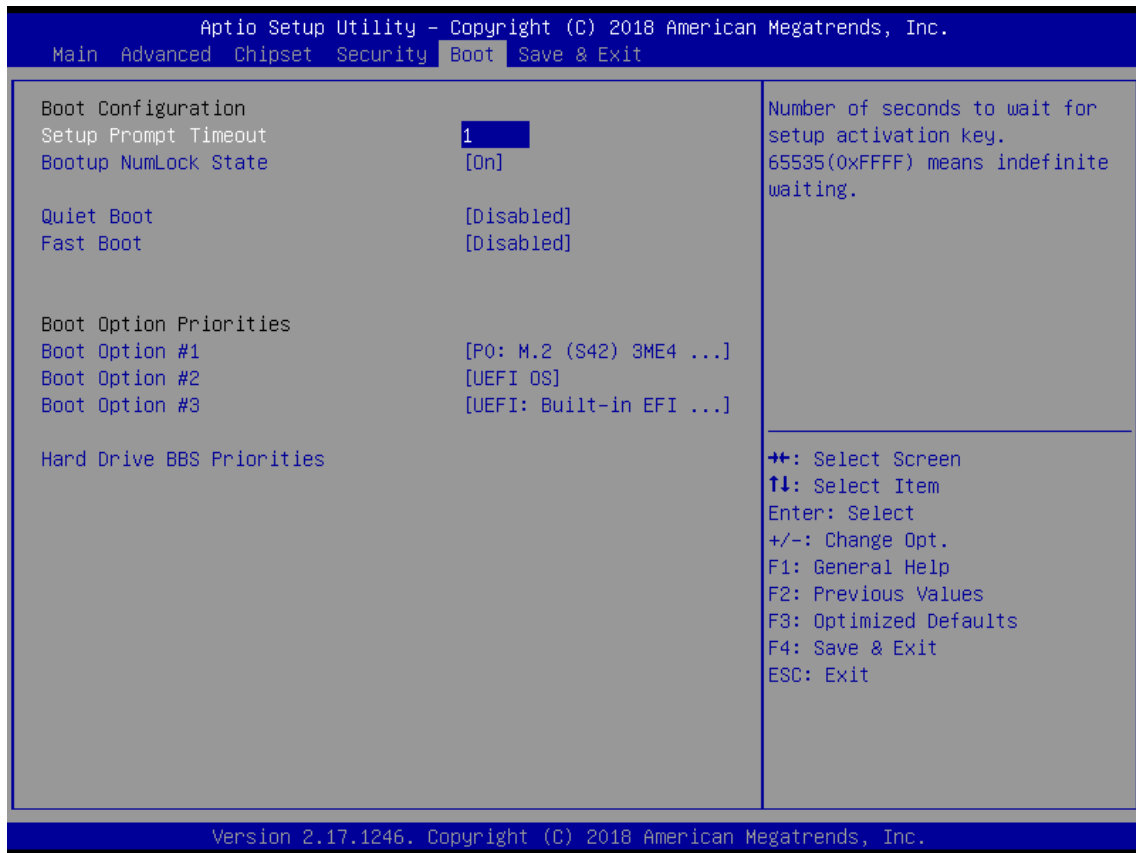 Aptio Setup Utility – Copyright (C) 2018 American Megatrends, Inc.
Main Advanced Chipset Security Boot Save & Exit
Boot Configuration
Setup Prompt Timeout 1
Bootup NumLock State [On]
Quiet Boot [Disabled]
Fast Boot [Disabled]
Boot Option Priorities
Boot Option #1 [P0: M.2 (S42) 3ME4 ...]
Boot Option #2 [UEFI OS]
Boot Option #3 [UEFI: Built-in EFI ...]
Hard Drive BBS Priorities
Number of seconds to wait for
setup activation key.
65535(0xFFFF) means indefinite
waiting.
→←: Select Screen
↑↓: Select Item
Enter: Select
+/-: Change Opt.
F1: General Help
F2: Previous Values
F3: Optimized Defaults
F4: Save & Exit
ESC: Exit
Version 2.17.1246. Copyright (C) 2018 American Megatrends, Inc.